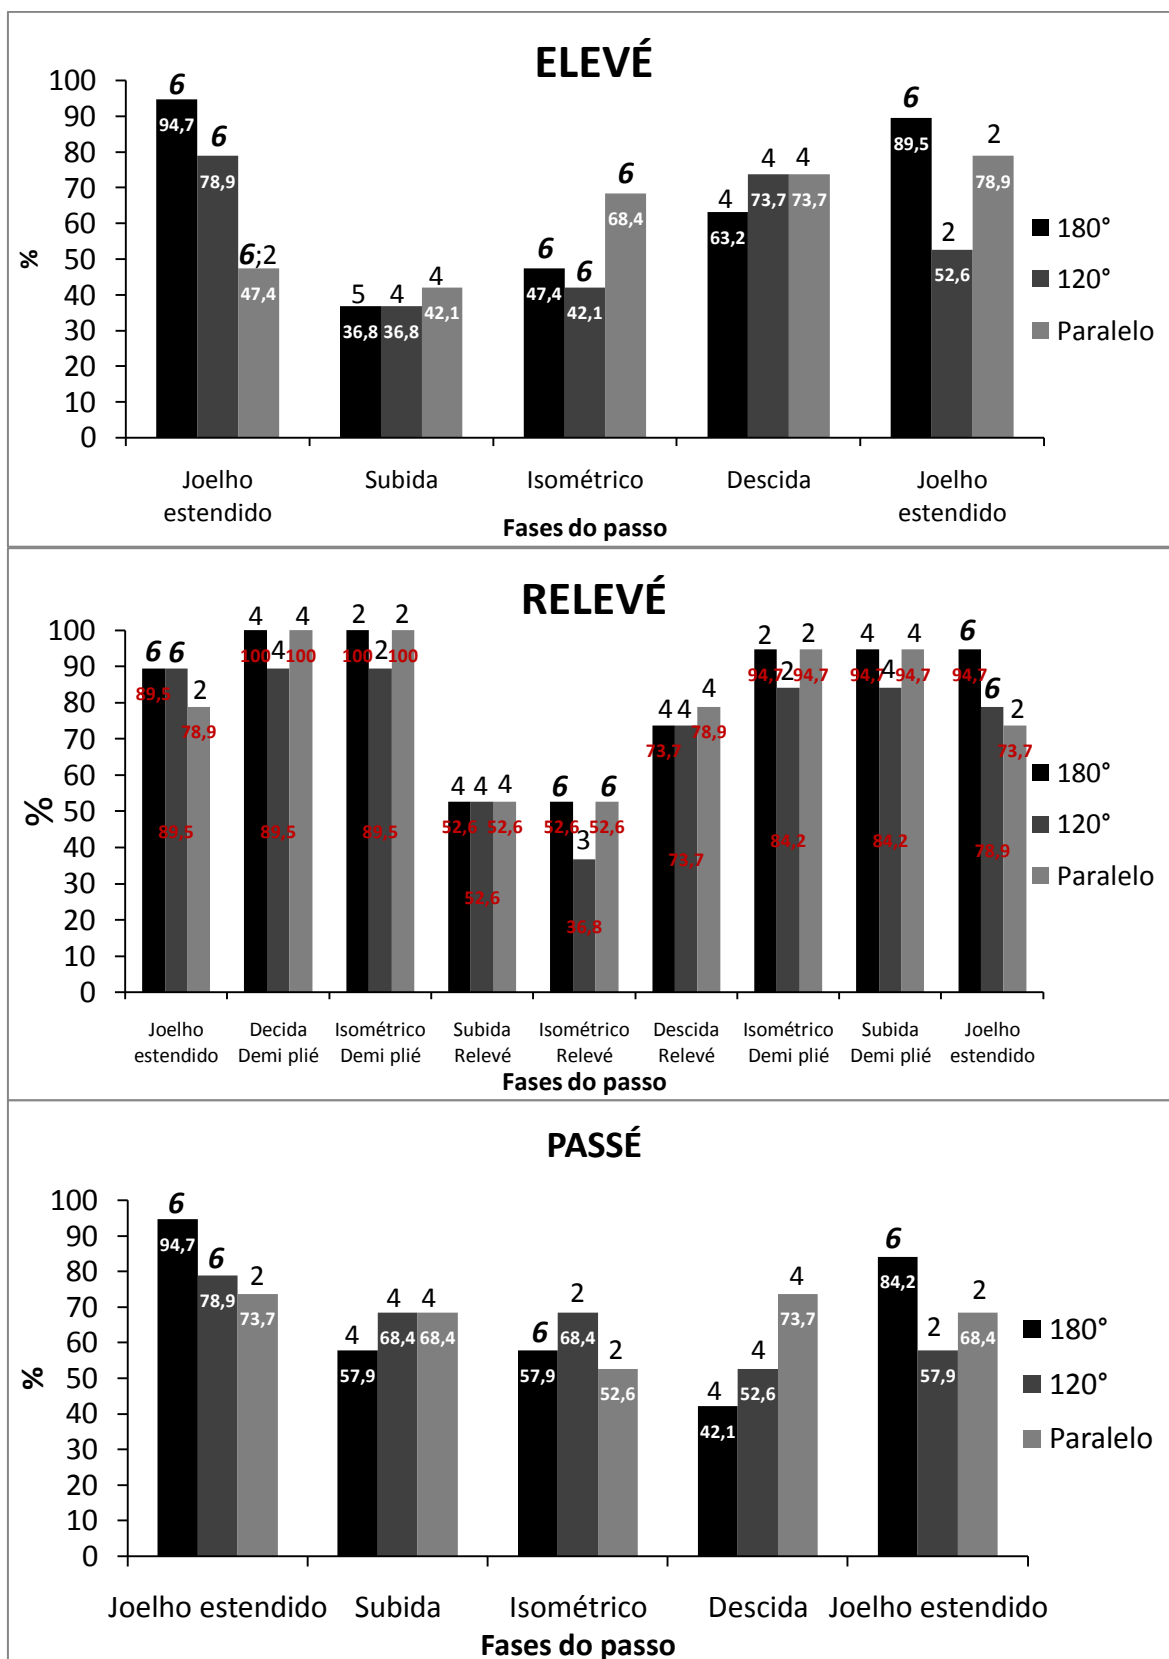 ELEVÉ
100
90
80
70
60
50
40
30
20
10
0
%
6 6 6;2
94,7 78,9 47,4
5 4 4
36,8 36,8 42,1
6 6 6
47,4 42,1 68,4
4 4 4
63,2 73,7 73,7
6 2 2
89,5 52,6 78,9
180°
120°
Paralelo
Joelho estendido
Subida
Isométrico
Descida
Joelho estendido
Fases do passo
RELEVÉ
100
90
80
70
60
50
40
30
20
10
0
%
6 6 2
89,5 89,5 78,9
4 4 4
100 89,5 100
2 2 2
100 89,5 100
4 4 4
52,6 52,6 52,6
6 3 6
52,6 36,8 52,6
4 4 4
73,7 73,7 78,9
2 2 2
94,7 84,2 94,7
4 4 4
94,7 84,2 94,7
6 6 2
94,7 78,9 73,7
180°
120°
Paralelo
Joelho estendido
Decida Demi plié
Isométrico Demi plié
Subida Relevé
Isométrico Relevé
Descida Relevé
Isométrico Demi plié
Subida Demi plié
Joelho estendido
Fases do passo
PASSÉ
100
90
80
70
60
50
40
30
20
10
0
%
6 6 2
94,7 78,9 73,7
4 4 4
57,9 68,4 68,4
6 2 2
57,9 68,4 52,6
4 4 4
42,1 52,6 73,7
6 2 2
84,2 57,9 68,4
180°
120°
Paralelo
Joelho estendido
Subida
Isométrico
Descida
Joelho estendido
Fases do passo